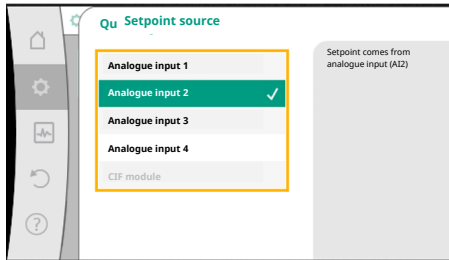 Qu Setpoint source
Analogue input 1
Analogue input 2
Analogue input 3
Analogue input 4
CIF module
Setpoint comes from
analogue input (AI2)
?